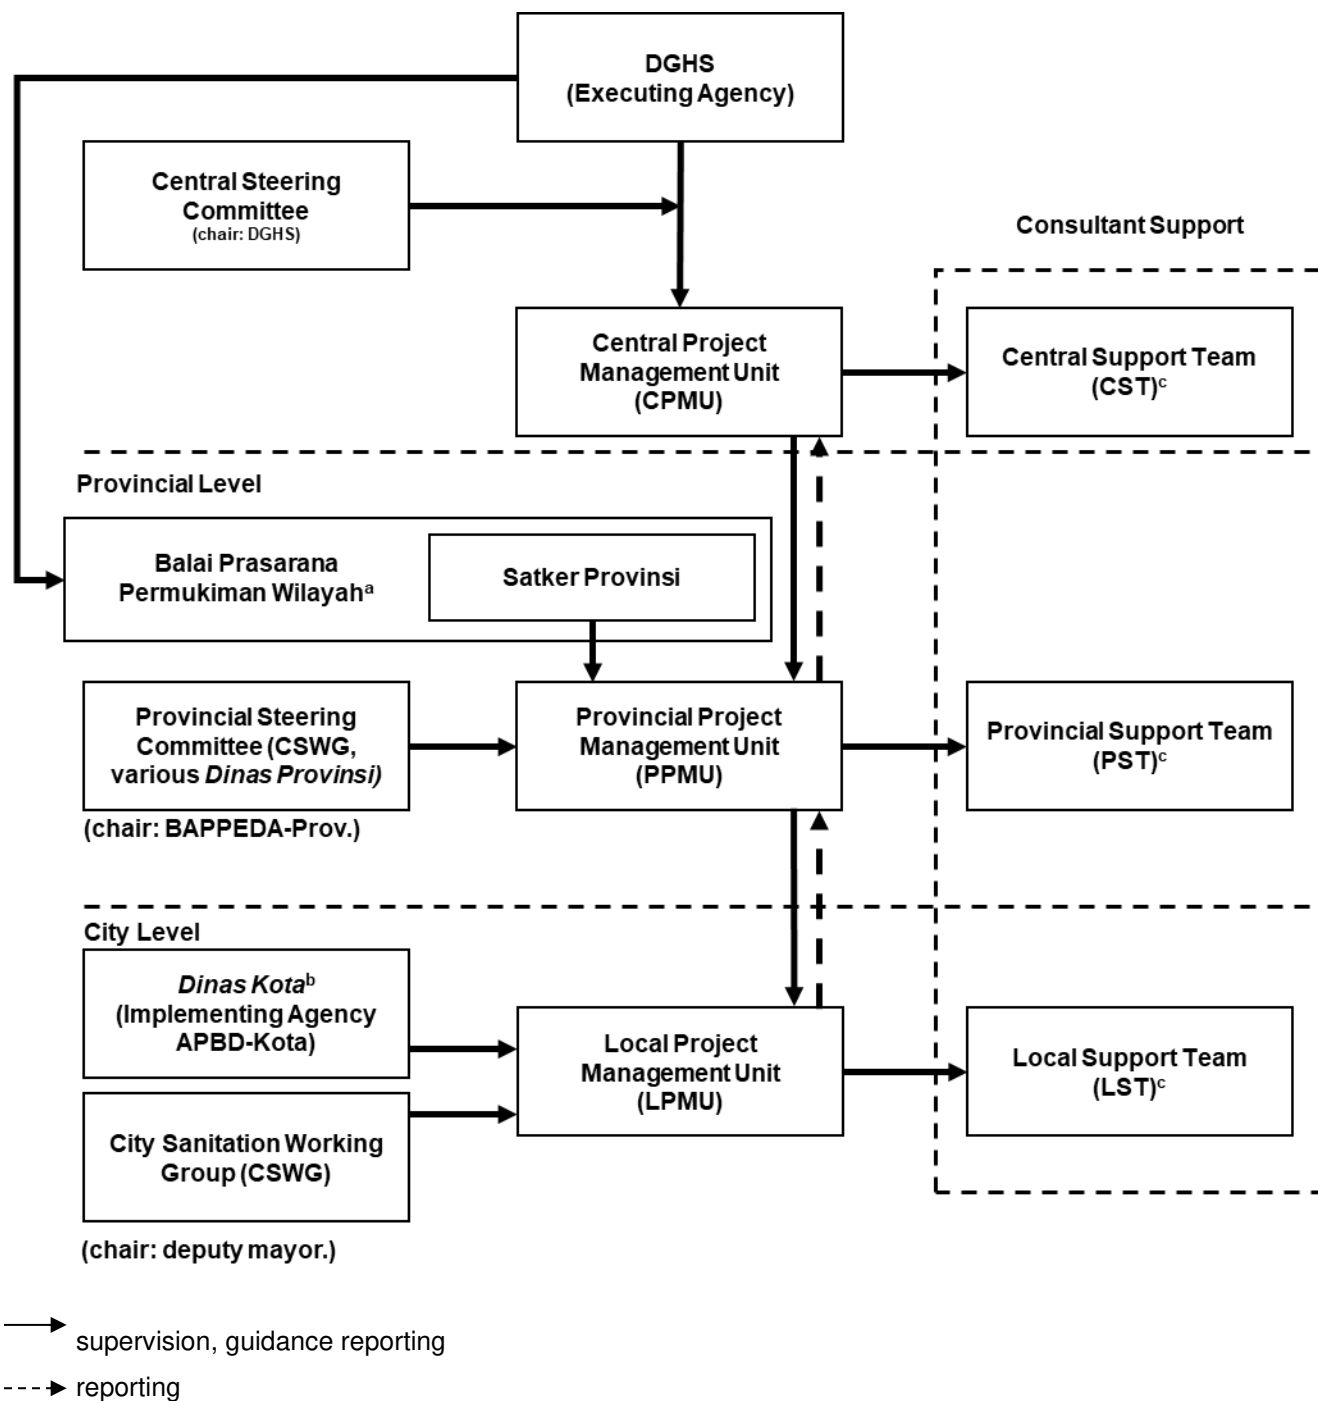 DGHS
(Executing Agency)
Central Steering
Committee
(chair: DGHS)
Consultant Support
Central Project
Management Unit
(CPMU)
Central Support Team
(CST)ᶜ
Provincial Level
Balai Prasarana
Permukiman Wilayahᵃ
Satker Provinsi
Provincial Steering
Committee (CSWG,
various Dinas Provinsi)
(chair: BAPPEDA-Prov.)
Provincial Project
Management Unit
(PPMU)
Provincial Support Team
(PST)ᶜ
City Level
Dinas Kotaᵇ
(Implementing Agency
APBD-Kota)
Local Project
Management Unit
(LPMU)
Local Support Team
(LST)ᶜ
City Sanitation Working
Group (CSWG)
(chair: deputy mayor.)
supervision, guidance reporting
reporting